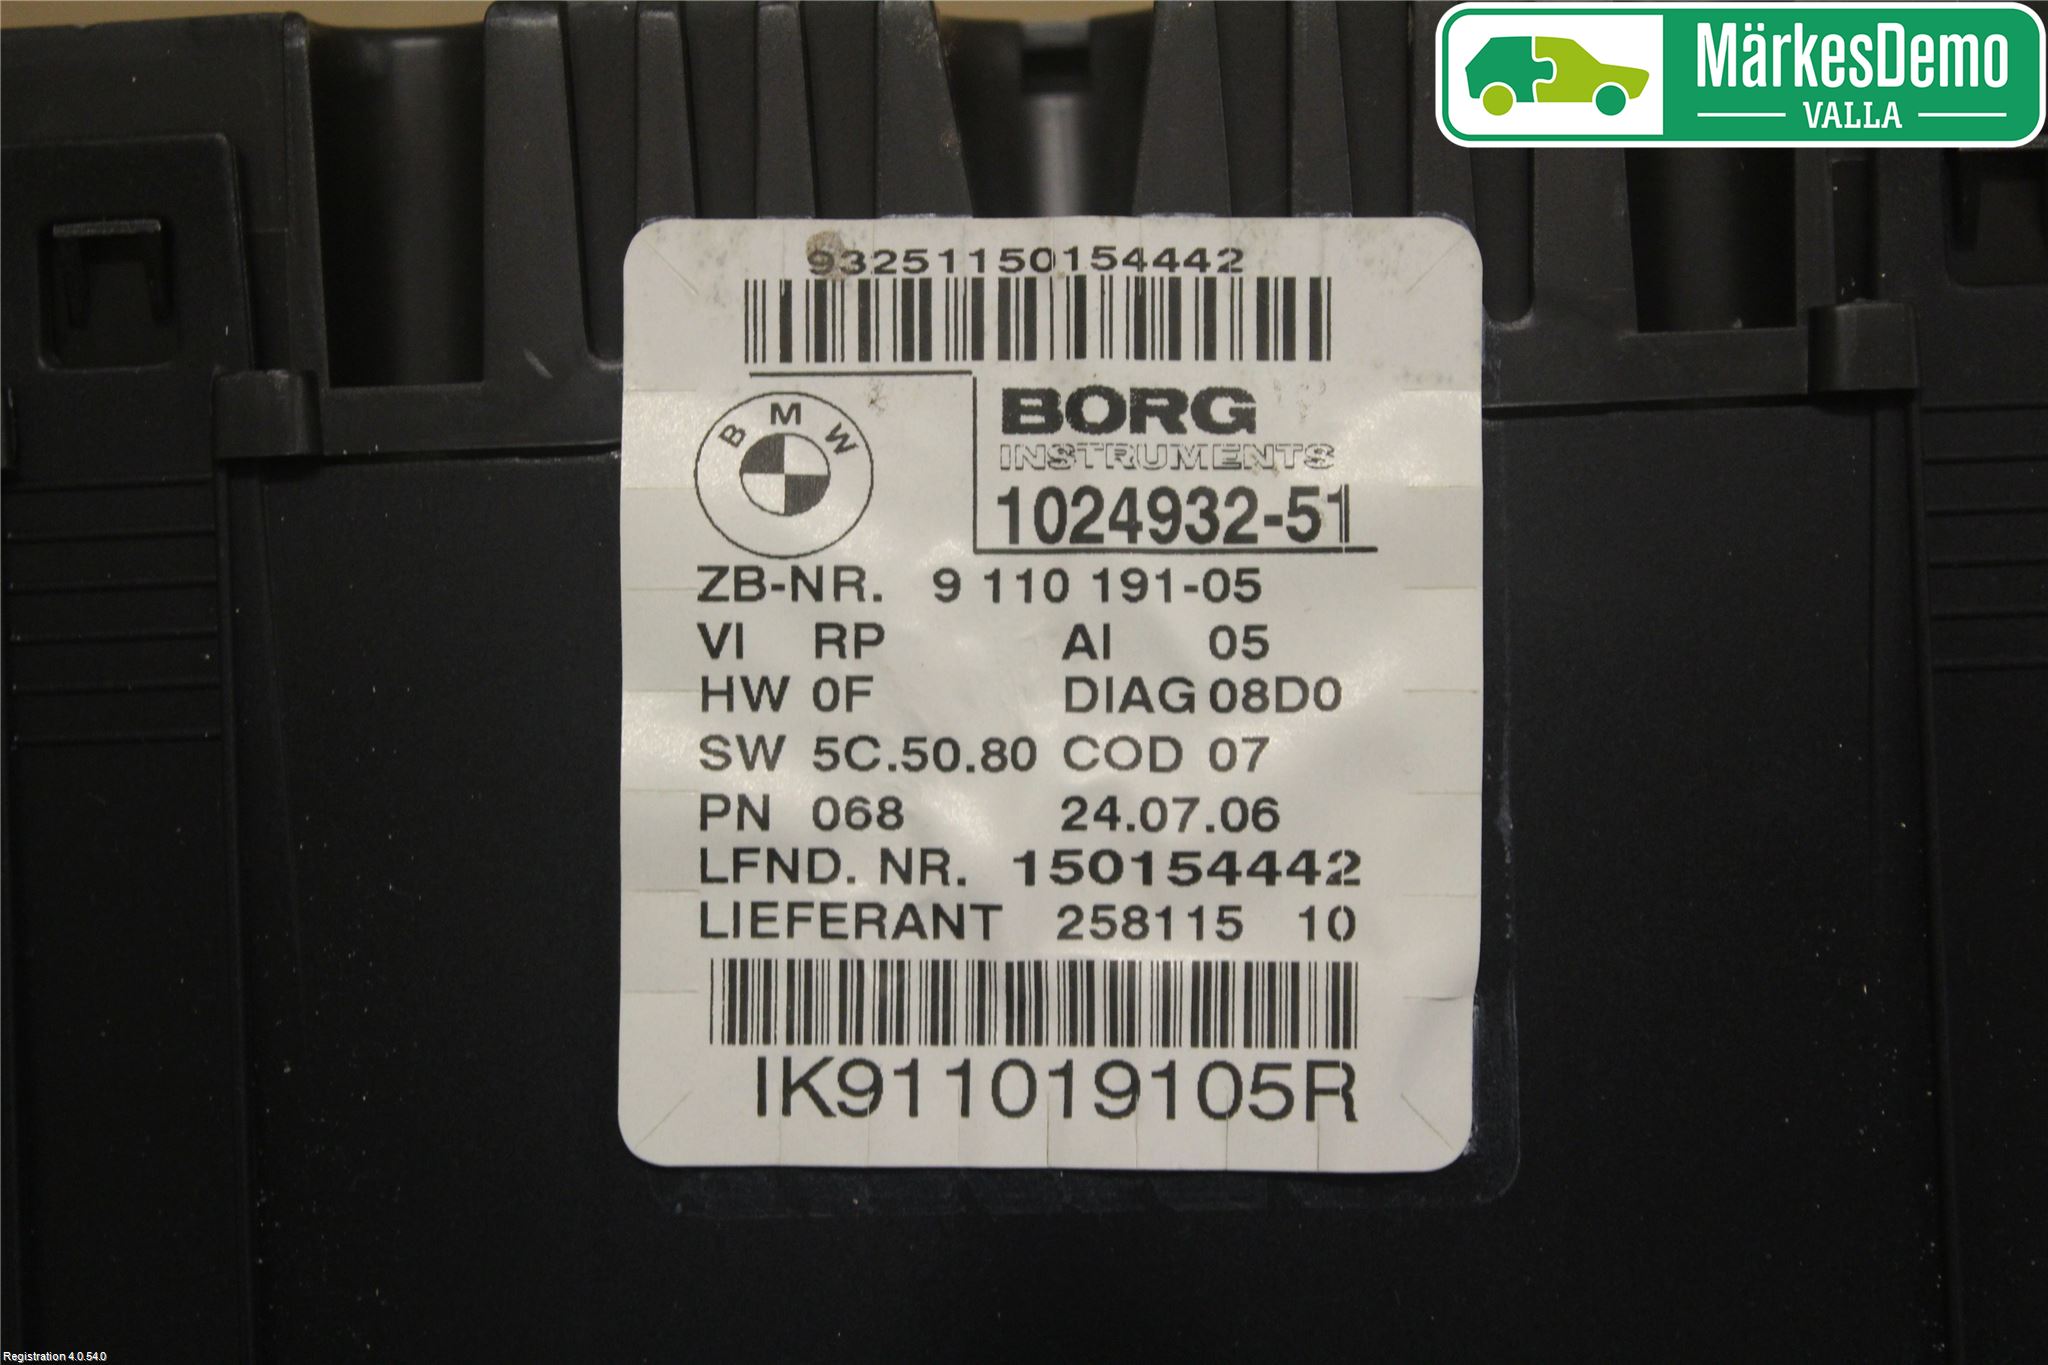 MärkesDemo
VALLA
93251150154442
BMW
BORG
INSTRUMENTS
1024932-51
ZB-NR. 9 110 191-05
VI RP AI 05
HW 0F DIAG 08D0
SW 5C.50.80 COD 07
PN 068 24.07.06
LFND. NR. 150154442
LIEFERANT 258115 10
IK911019105R
Registration 4.0.54.0